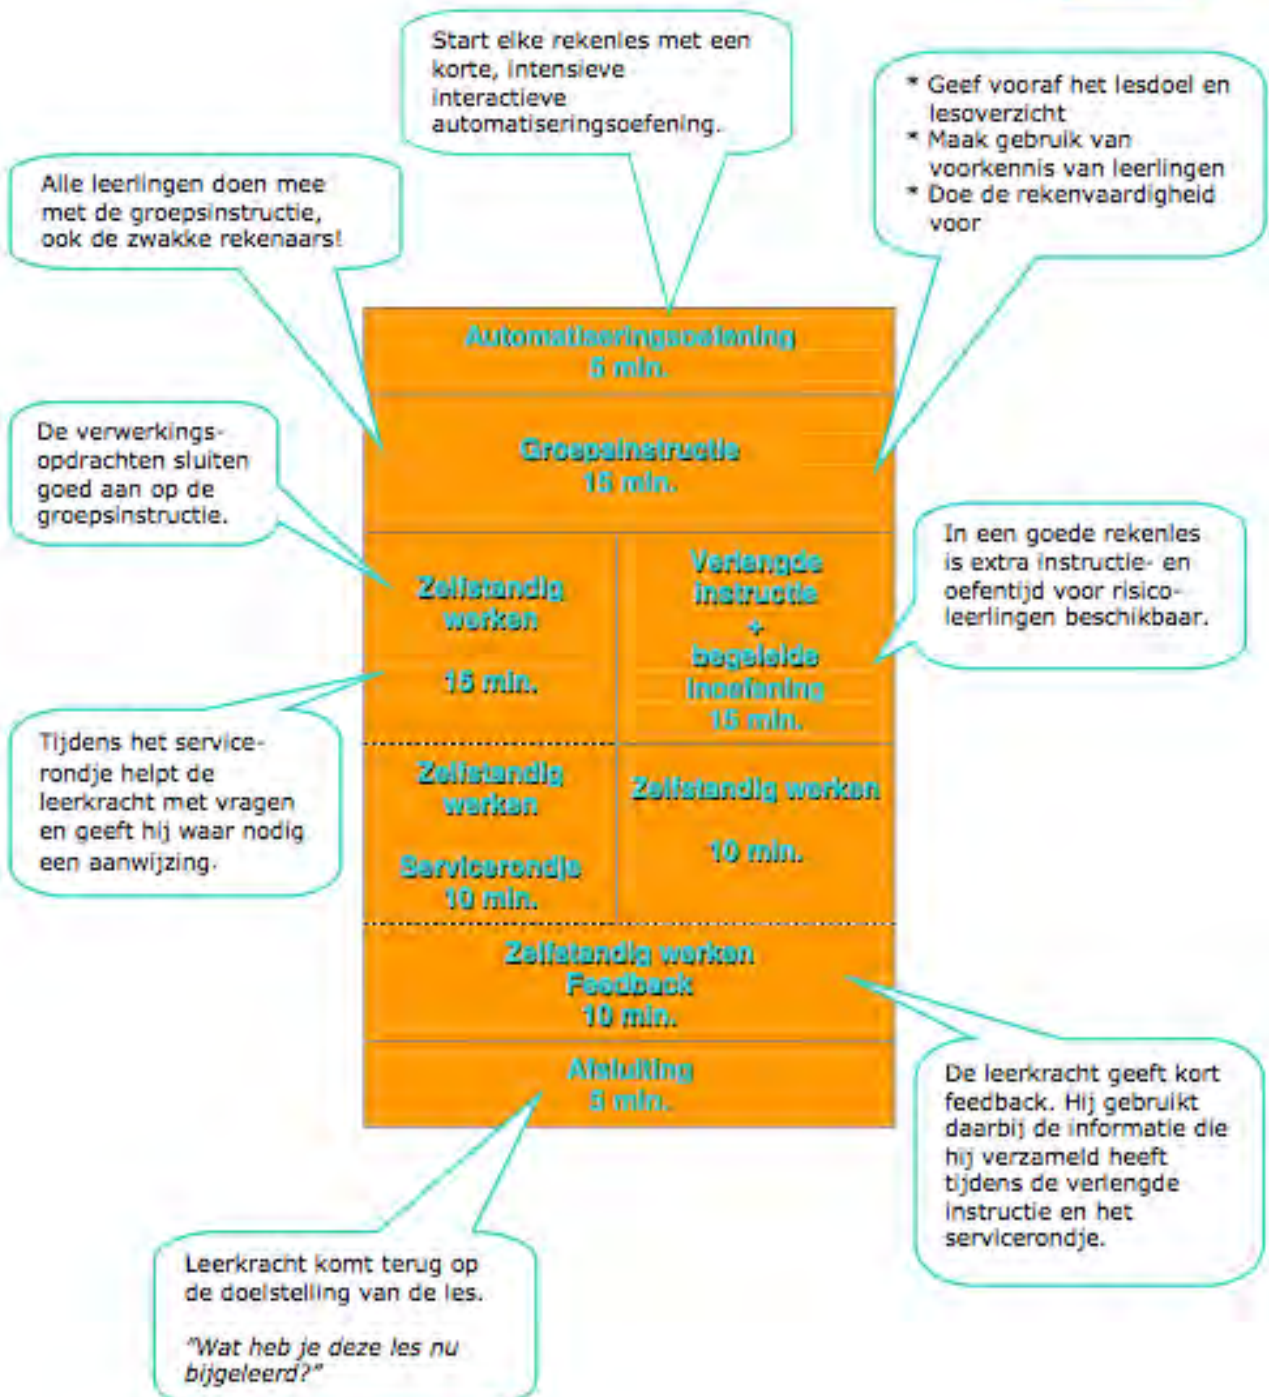 Start elke rekenles met een
korte, intensieve
interactieve
automatiseringsoefening.
* Geef vooraf het lesdoel en
lesoverzicht
* Maak gebruik van
voorkennis van leerlingen
* Doe de rekenvaardigheid
voor
Alle leerlingen doen mee
met de groepsinstructie,
ook de zwakke rekenaars!
Automatiseringsoefening
5 min.
Groepsinstructie
15 min.
De verwerkings-
opdrachten sluiten
goed aan op de
groepsinstructie.
Zelfstandig
werken
15 min.
Verlengde
instructie
+
begeleide
inoefening
15 min.
In een goede rekenles
is extra instructie- en
oefentijd voor risico-
leerlingen beschikbaar.
Tijdens het service-
rondje helpt de
leerkracht met vragen
en geeft hij waar nodig
een aanwijzing.
Zelfstandig
werken
Servicerondje
10 min.
Zelfstandig werken
10 min.
Zelfstandig werken
Feedback
10 min.
Afsluiting
5 min.
De leerkracht geeft kort
feedback. Hij gebruikt
daarbij de informatie die
hij verzameld heeft
tijdens de verlengde
instructie en het
servicerondje.
Leerkracht komt terug op
de doelstelling van de les.
"Wat heb je deze les nu
bijgeleerd?"